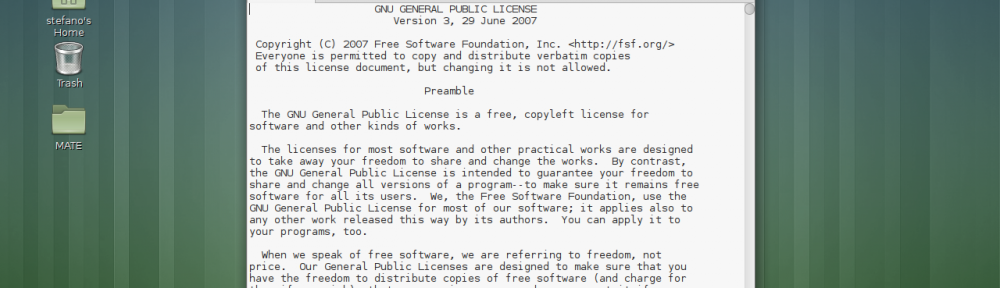 stefano's
Home
Trash
MATE
GNU GENERAL PUBLIC LICENSE
Version 3, 29 June 2007
Copyright (C) 2007 Free Software Foundation, Inc. <http://fsf.org/>
Everyone is permitted to copy and distribute verbatim copies
of this license document, but changing it is not allowed.
Preamble
The GNU General Public License is a free, copyleft license for
software and other kinds of works.
The licenses for most software and other practical works are designed
to take away your freedom to share and change the works.  By contrast,
the GNU General Public License is intended to guarantee your freedom to
share and change all versions of a program--to make sure it remains free
software for all its users.  We, the Free Software Foundation, use the
GNU General Public License for most of our software; it applies also to
any other work released this way by its authors.  You can apply it to
your programs, too.
When we speak of free software, we are referring to freedom, not
price.  Our General Public Licenses are designed to make sure that you
have the freedom to distribute copies of free software (and charge for